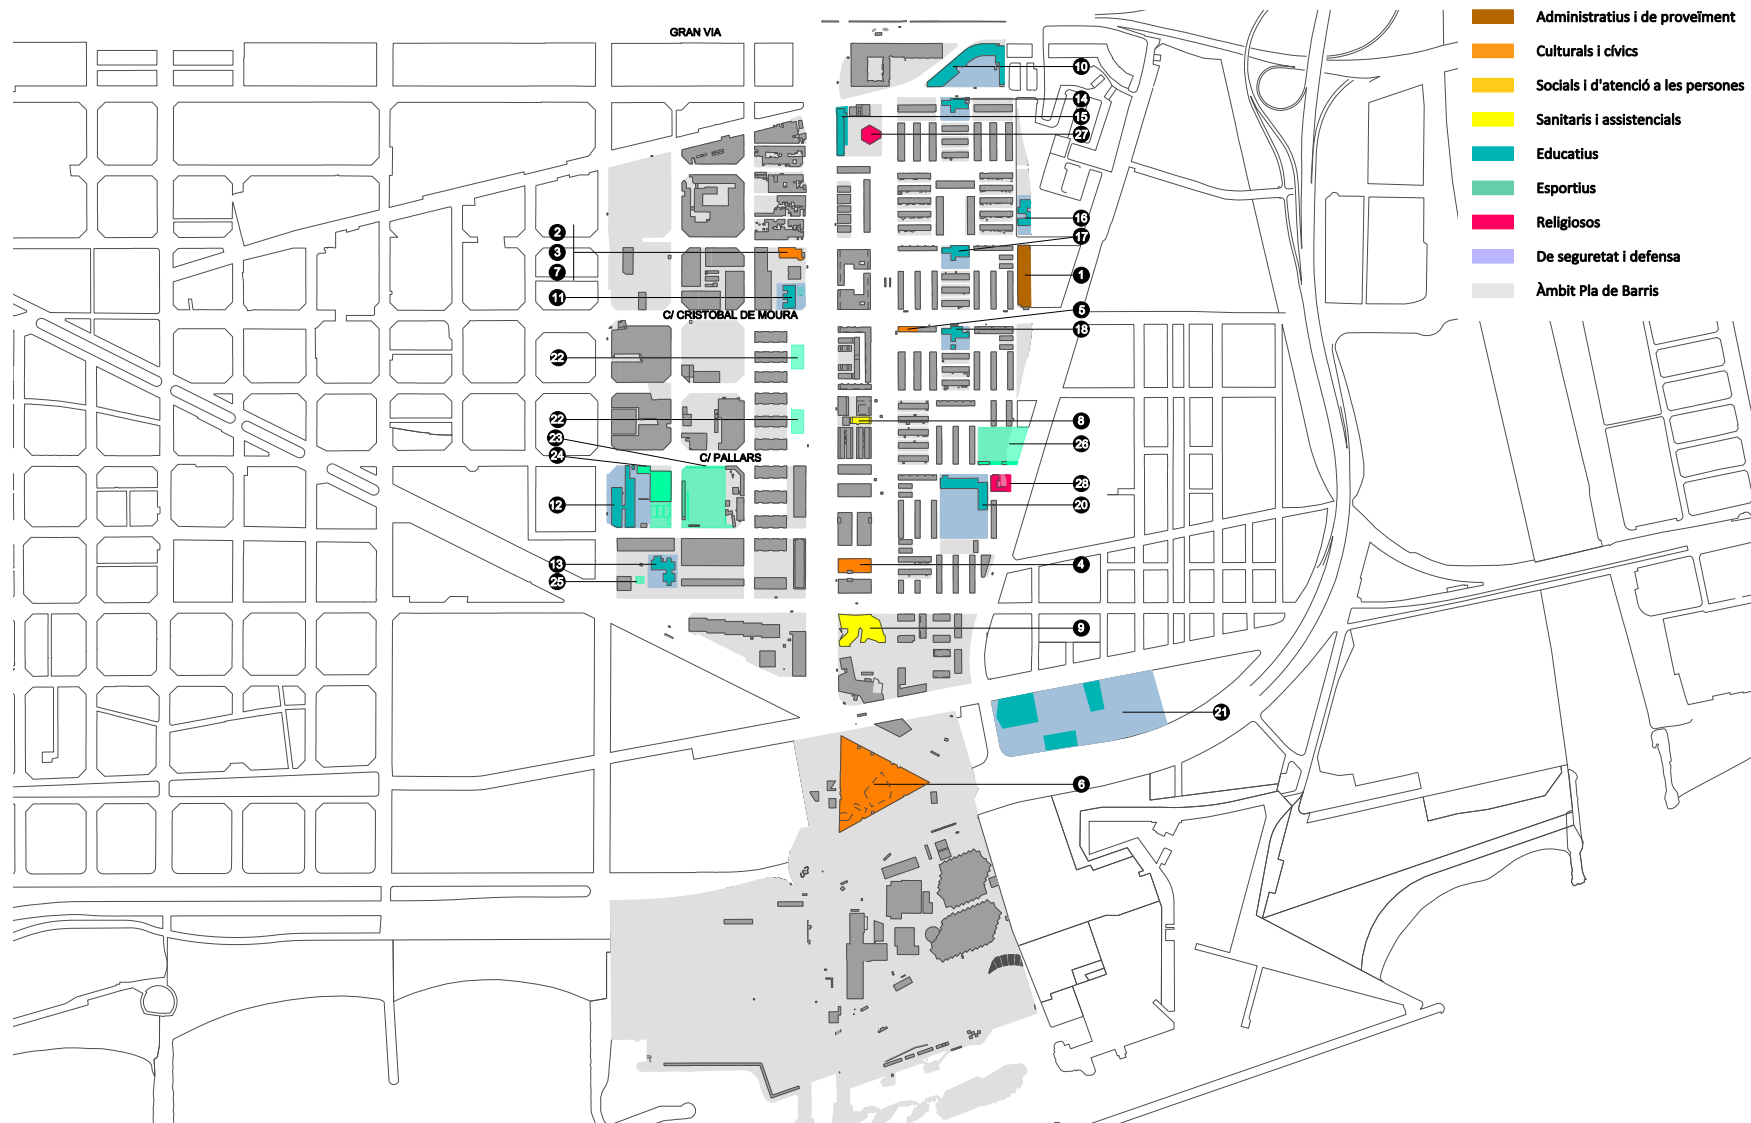 GRAN VIA
Administratius i de proveïment
Culturals i cívics
Socials i d'atenció a les persones
Sanitaris i assistencials
Educatius
Esportius
Religiosos
De seguretat i defensa
Àmbit Pla de Barris
10
14
15
27
16
2
17
3
7
1
11
5
C/ CRISTOBAL DE MOURA
18
22
22
8
23
26
24
C/ PALLARS
28
12
20
13
4
25
9
21
6